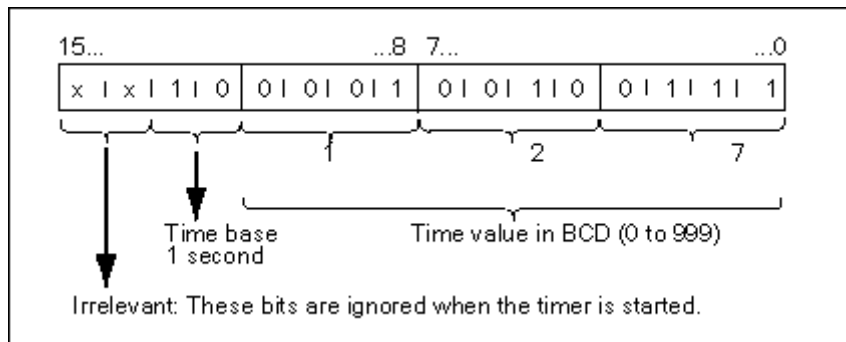 15... ...8 7... ...0
x x 1 0 0 0 0 1 0 0 1 0 0 1 1 1
1 2 7
Time base Time value in BCD (0 to 999)
1 second
Irrelevant: These bits are ignored when the timer is started.